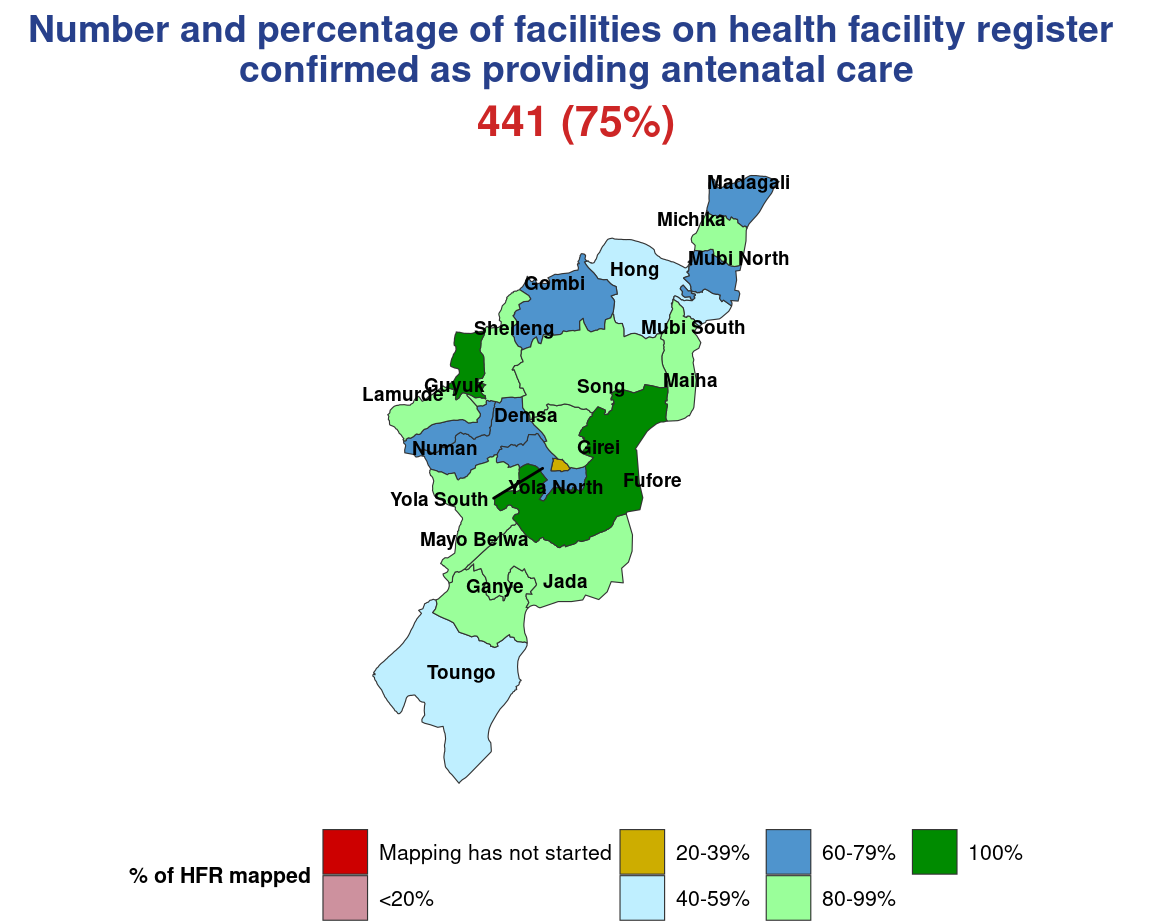 Number and percentage of facilities on health facility register
confirmed as providing antenatal care
441 (75%)
Madagali
Michika
Mubi North
Hong
Gombi
Shelleng
Mubi South
Guyuk
Song
Maiha
Lamurde
Demsa
Numan
Girei
Fufore
Yola North
Yola South
Mayo Belwa
Ganye
Jada
Toungo
% of HFR mapped
Mapping has not started
<20%
20-39%
40-59%
60-79%
80-99%
100%